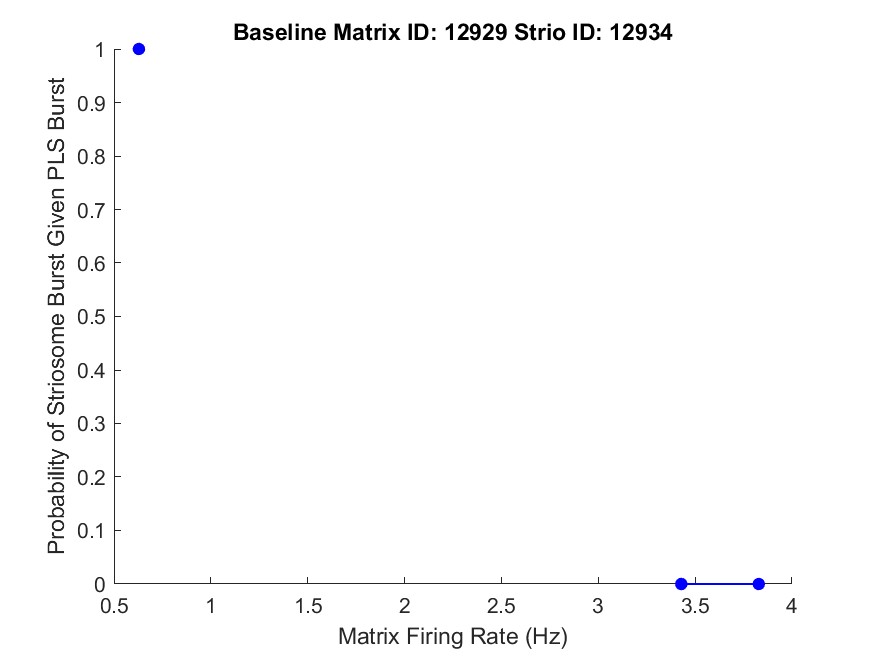 Baseline Matrix ID: 12929 Strio ID: 12934
Probability of Striosome Burst Given PLS Burst
1
0.9
0.8
0.7
0.6
0.5
0.4
0.3
0.2
0.1
0
0.5 1 1.5 2 2.5 3 3.5 4
Matrix Firing Rate (Hz)